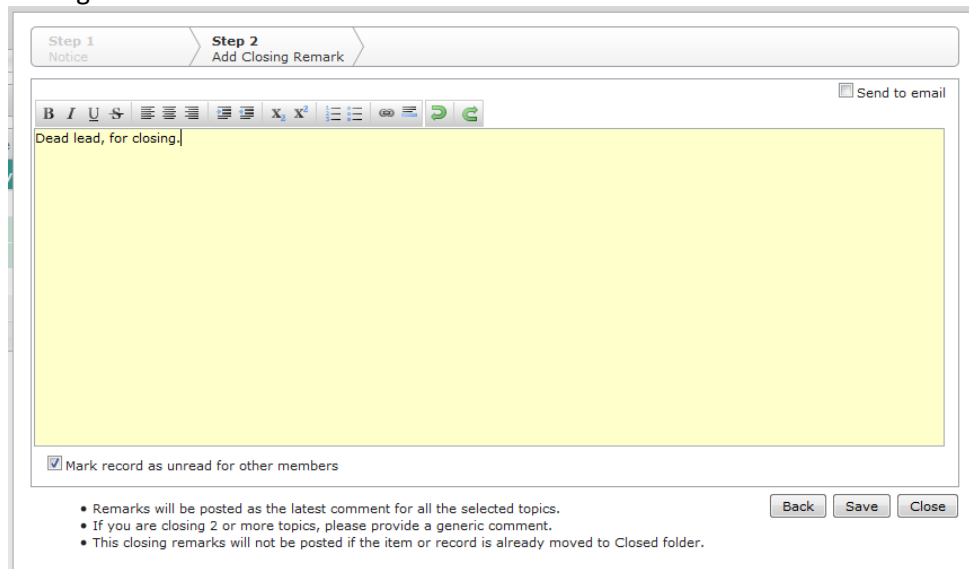 Step 1
Notice
Step 2
Add Closing Remark
Send to email
B I U S X₂ X²
Dead lead, for closing.
Mark record as unread for other members
• Remarks will be posted as the latest comment for all the selected topics.
• If you are closing 2 or more topics, please provide a generic comment.
• This closing remarks will not be posted if the item or record is already moved to Closed folder.
Back Save Close